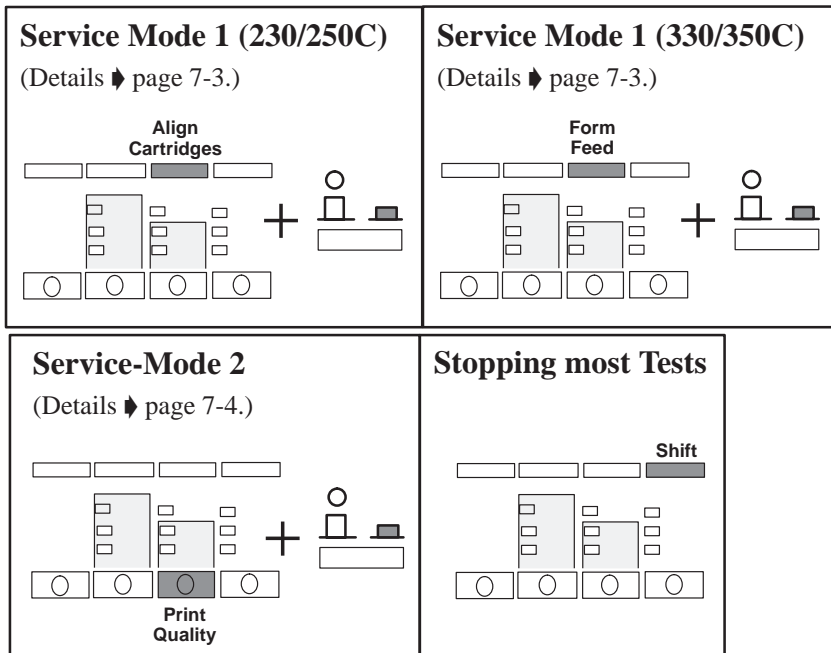 Service Mode 1 (230/250C)
(Details ➧ page 7-3.)
Align
Cartridges
Service Mode 1 (330/350C)
(Details ➧ page 7-3.)
Form
Feed
Service-Mode 2
(Details ➧ page 7-4.)
Print
Quality
Stopping most Tests
Shift